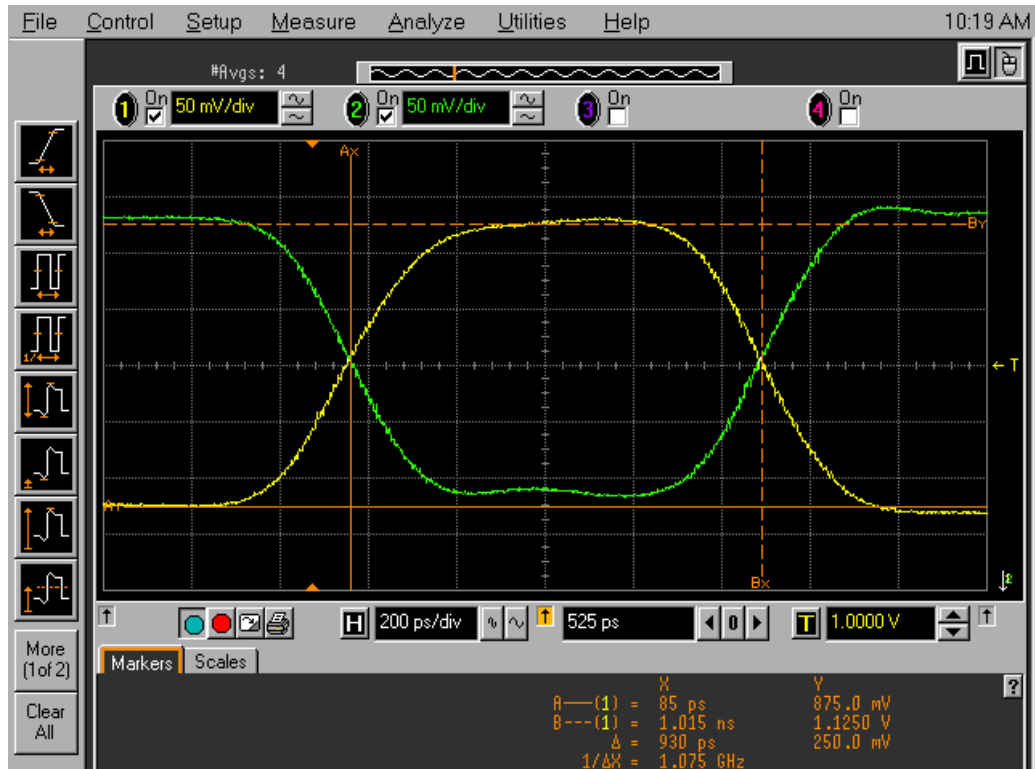 File Control Setup Measure Analyze Utilities Help 10:19 AM
#Avgs: 4
1 On 50 mV/div 2 On 50 mV/div 3 On 4 On
Ax
By
T
Bx
2
1/
H 200 ps/div 525 ps 0 T 1.0000 V
More
(1of 2)
Clear
All
Markers Scales
?
X Y
A---(1) = 85 ps 875.0 mV
B---(1) = 1.015 ns 1.1250 V
Δ = 930 ps 250.0 mV
1/ΔX = 1.075 GHz